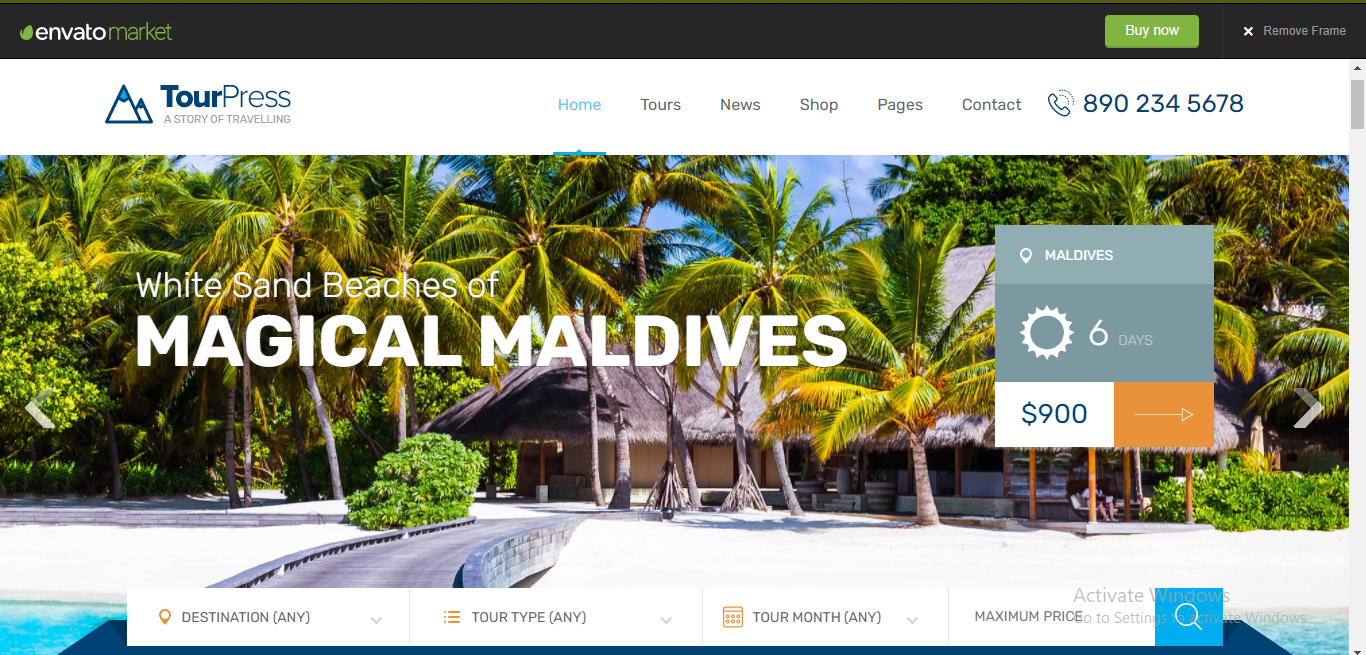 envatomarket
Buy now
Remove Frame
TourPress
A STORY OF TRAVELLING
Home
Tours
News
Shop
Pages
Contact
890 234 5678
White Sand Beaches of
MAGICAL MALDIVES
MALDIVES
6 DAYS
$900
DESTINATION (ANY)
TOUR TYPE (ANY)
TOUR MONTH (ANY)
MAXIMUM PRICE
Activate Windows
Go to Settings to activate Windows.